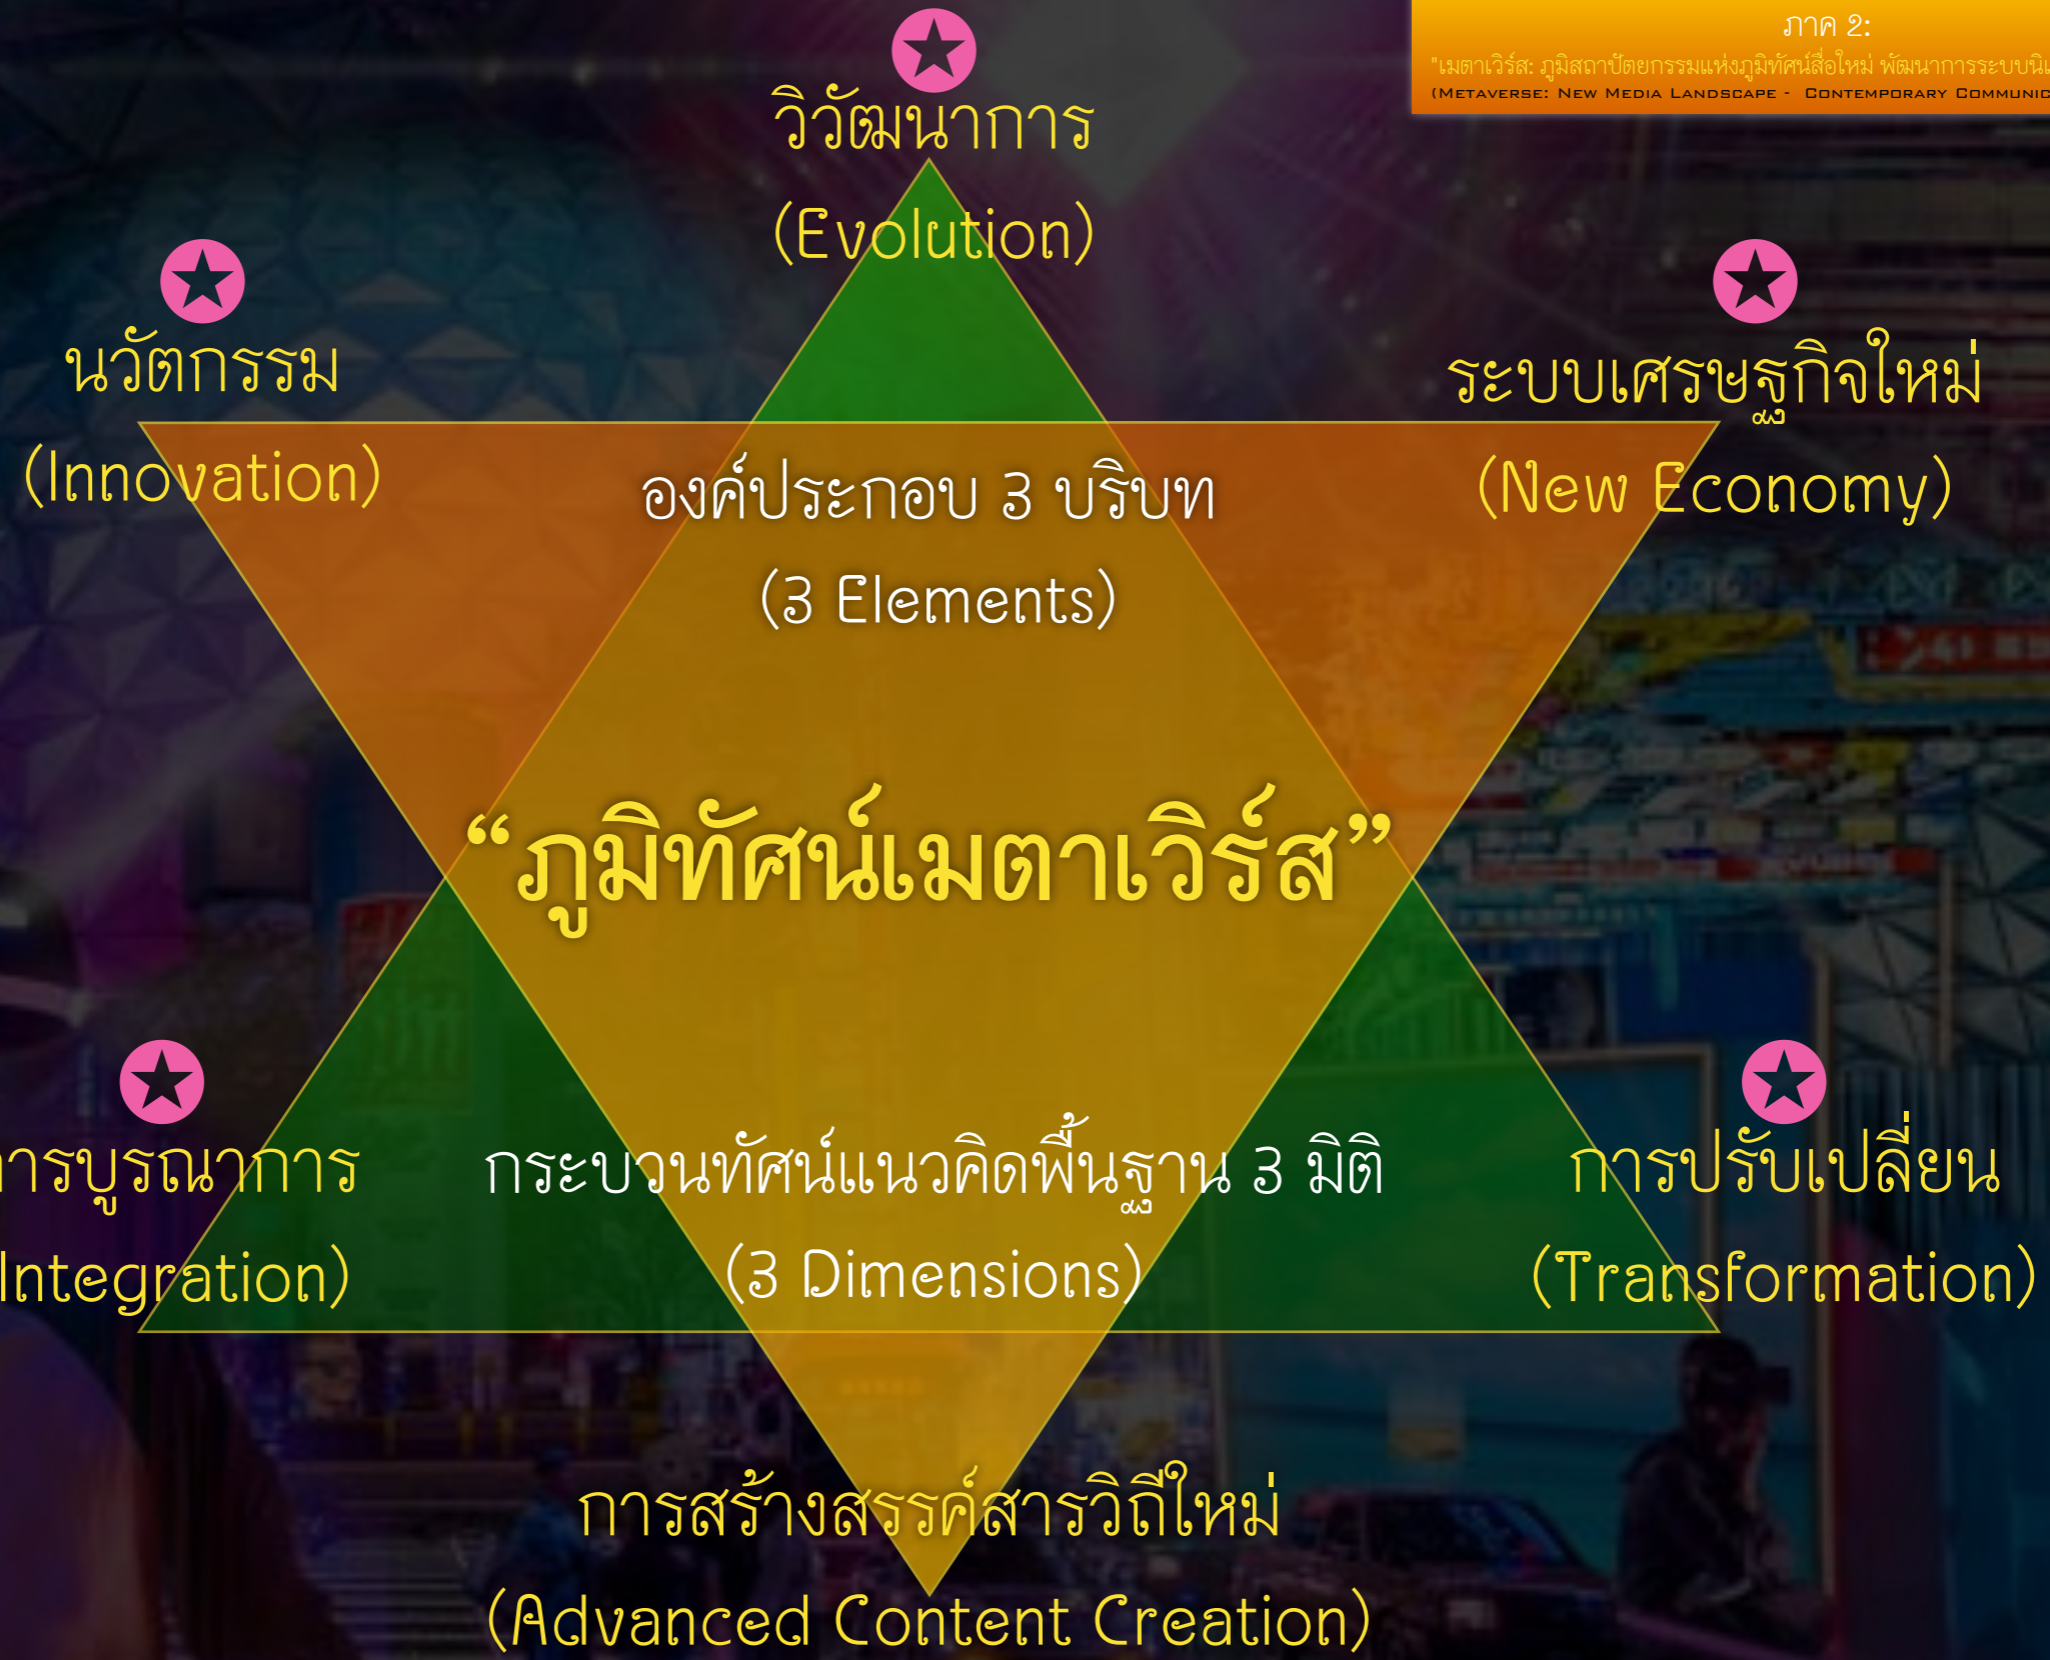 ภาค 2:
"เมตาเวิร์ส: ภูมิสถาปัตยกรรมแห่งภูมิทัศน์สื่อใหม่ พัฒนาการระบบนิเ
(METAVERSE: NEW MEDIA LANDSCAPE - CONTEMPORARY COMMUNIC
วิวัฒนาการ
(Evolution)
นวัตกรรม
(Innovation)
ระบบเศรษฐกิจใหม่
(New Economy)
องค์ประกอบ 3 บริบท
(3 Elements)
“ภูมิทัศน์เมตาเวิร์ส”
การบูรณาการ
Integration)
กระบวนทัศน์แนวคิดพื้นฐาน 3 มิติ
(3 Dimensions)
การปรับเปลี่ยน
(Transformation)
การสร้างสรรค์สารวิถีใหม่
(Advanced Content Creation)